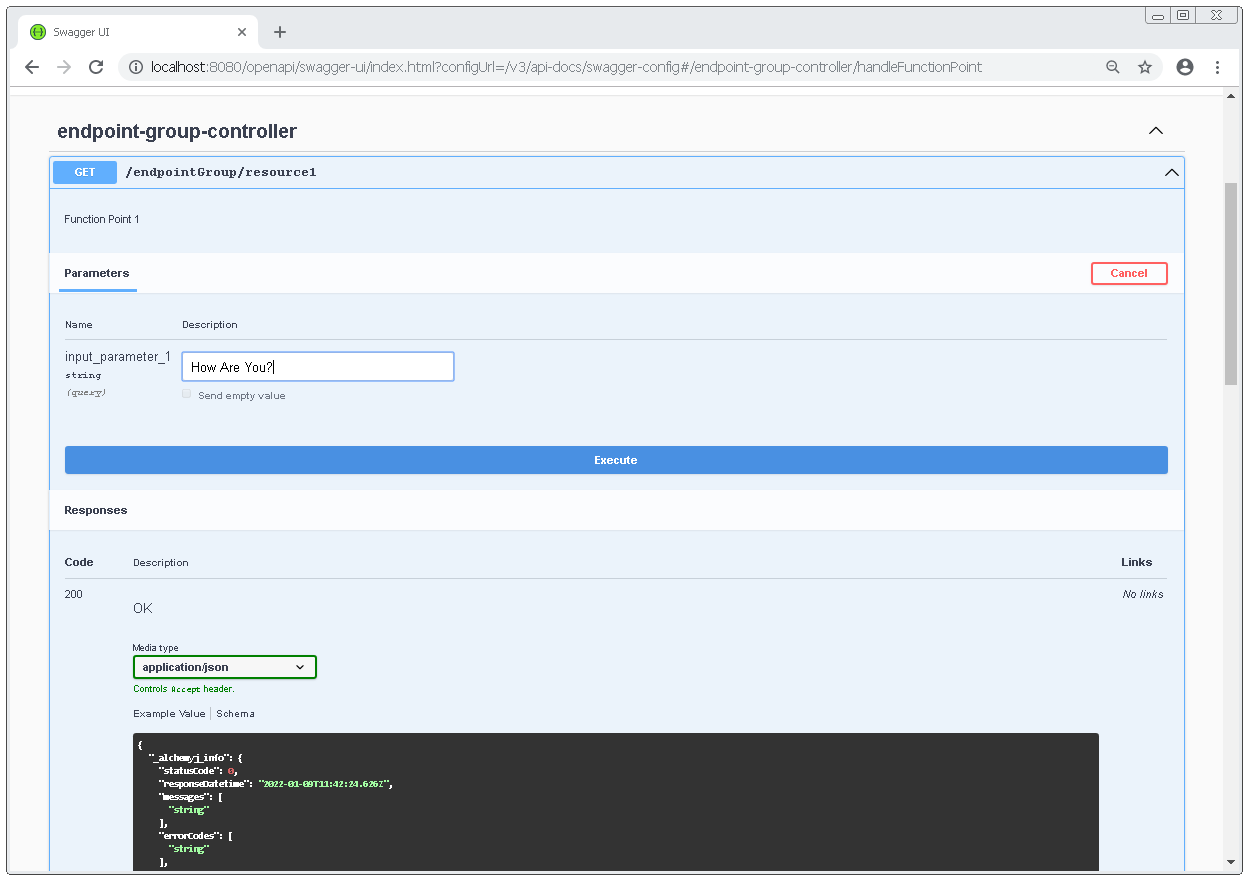 Swagger UI
localhost:8080/openapi/swagger-ui/index.html?configUrl=/v3/api-docs/swagger-config#/endpoint-group-controller/handleFunctionPoint
endpoint-group-controller
GET /endpointGroup/resource1
Function Point 1
Parameters Cancel
Name Description
input_parameter_1 How Are You?
string
(query) Send empty value
Execute
Responses
Code Description Links
200 No links
OK
Media type
application/json
Controls Accept header.
Example Value Schema
{
"_alchemyj_info": {
"statusCode": 0,
"responseDatetime": "2022-01-09T11:42:24.626Z",
"messages": [
"string"
],
"errorCodes": [
"string"
],